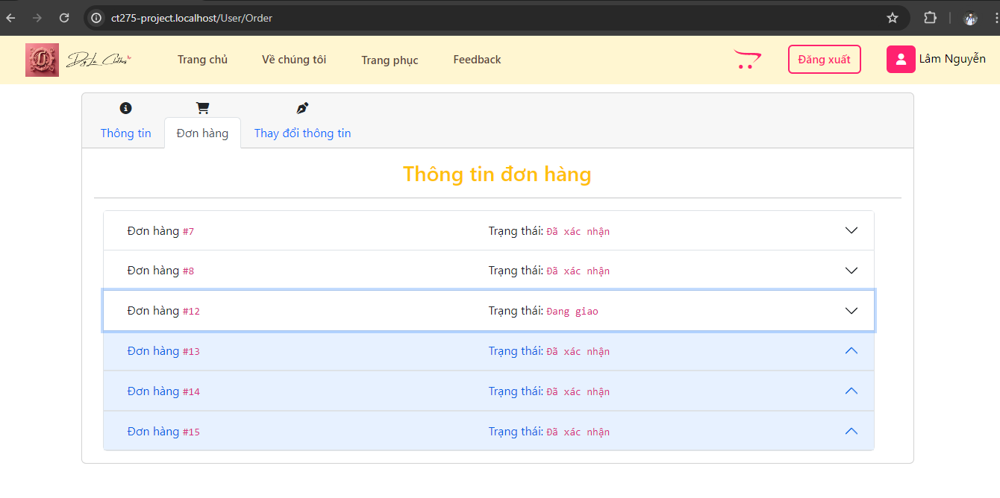 ct275-project.localhost/User/Order
DyLa Clothes Trang chủ Về chúng tôi Trang phục Feedback Đăng xuất Lâm Nguyễn
Thông tin Đơn hàng Thay đổi thông tin
Thông tin đơn hàng
Đơn hàng #7 Trạng thái: Đã xác nhận
Đơn hàng #8 Trạng thái: Đã xác nhận
Đơn hàng #12 Trạng thái: Đang giao
Đơn hàng #13 Trạng thái: Đã xác nhận
Đơn hàng #14 Trạng thái: Đã xác nhận
Đơn hàng #15 Trạng thái: Đã xác nhận